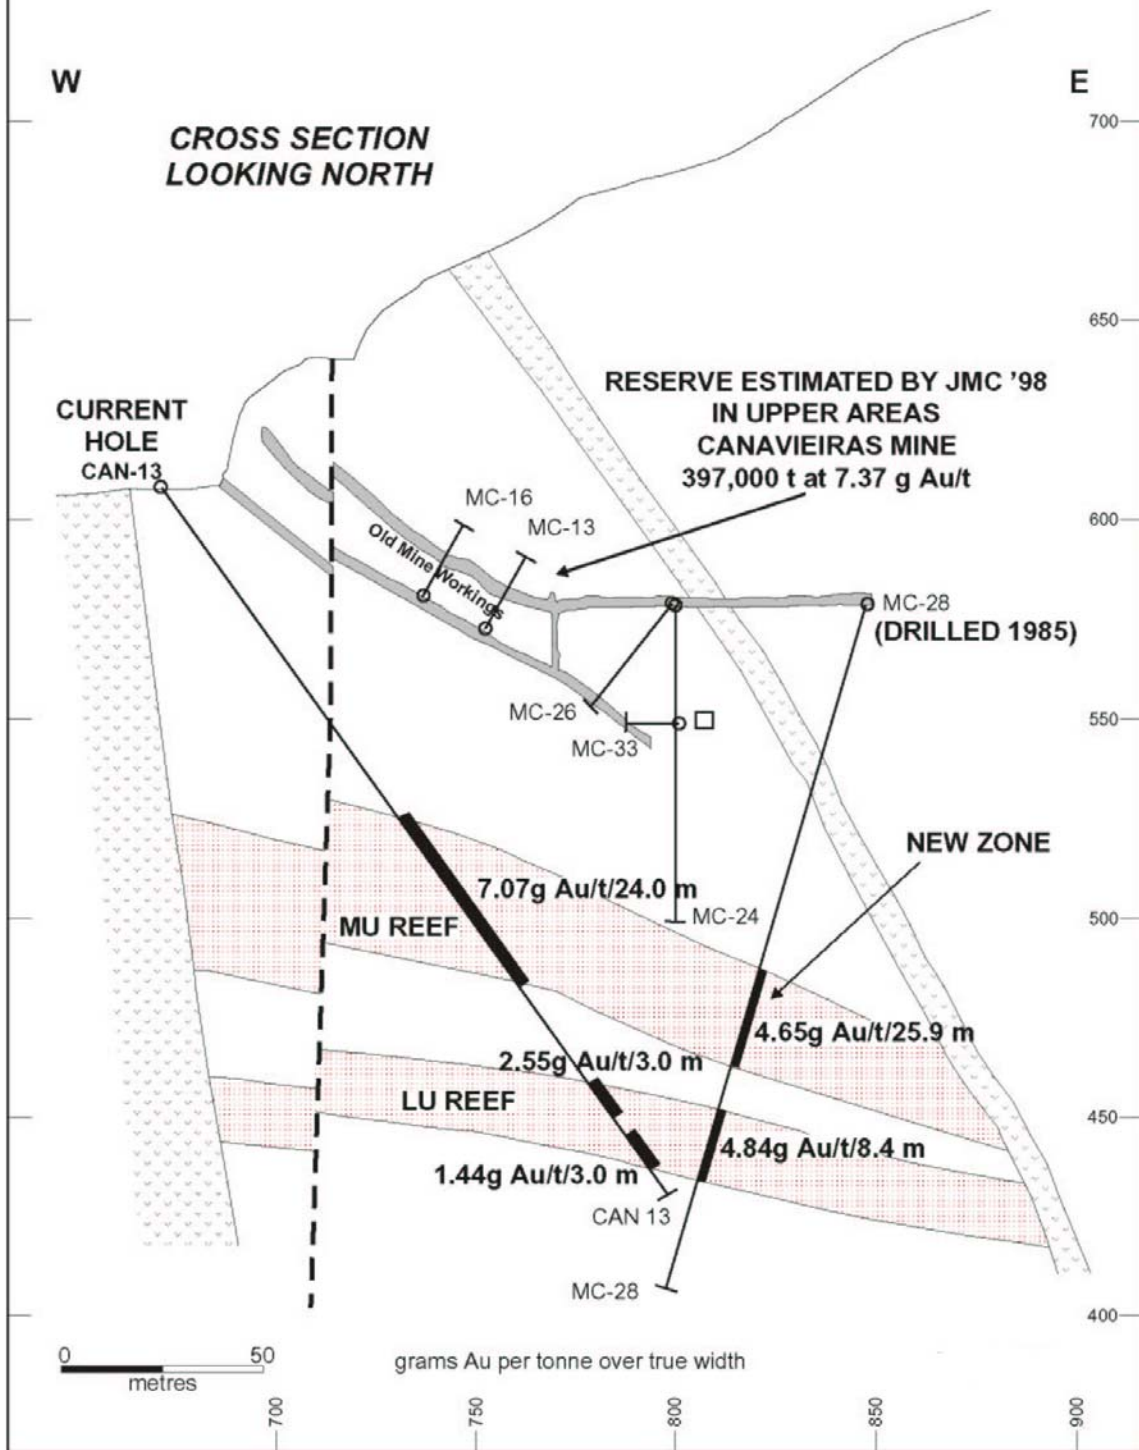 W
E
700
CROSS SECTION
LOOKING NORTH
650
RESERVE ESTIMATED BY JMC '98
IN UPPER AREAS
CANAVIEIRAS MINE
397,000 t at 7.37 g Au/t
CURRENT
HOLE
CAN-13
MC-16
MC-13
600
Old Mine Workings
MC-28
(DRILLED 1985)
MC-26
MC-33
550
NEW ZONE
7.07g Au/t/24.0 m
MC-24
500
MU REEF
4.65g Au/t/25.9 m
2.55g Au/t/3.0 m
LU REEF
450
4.84g Au/t/8.4 m
1.44g Au/t/3.0 m
CAN 13
MC-28
400
0 50
metres
grams Au per tonne over true width
700
750
800
850
900